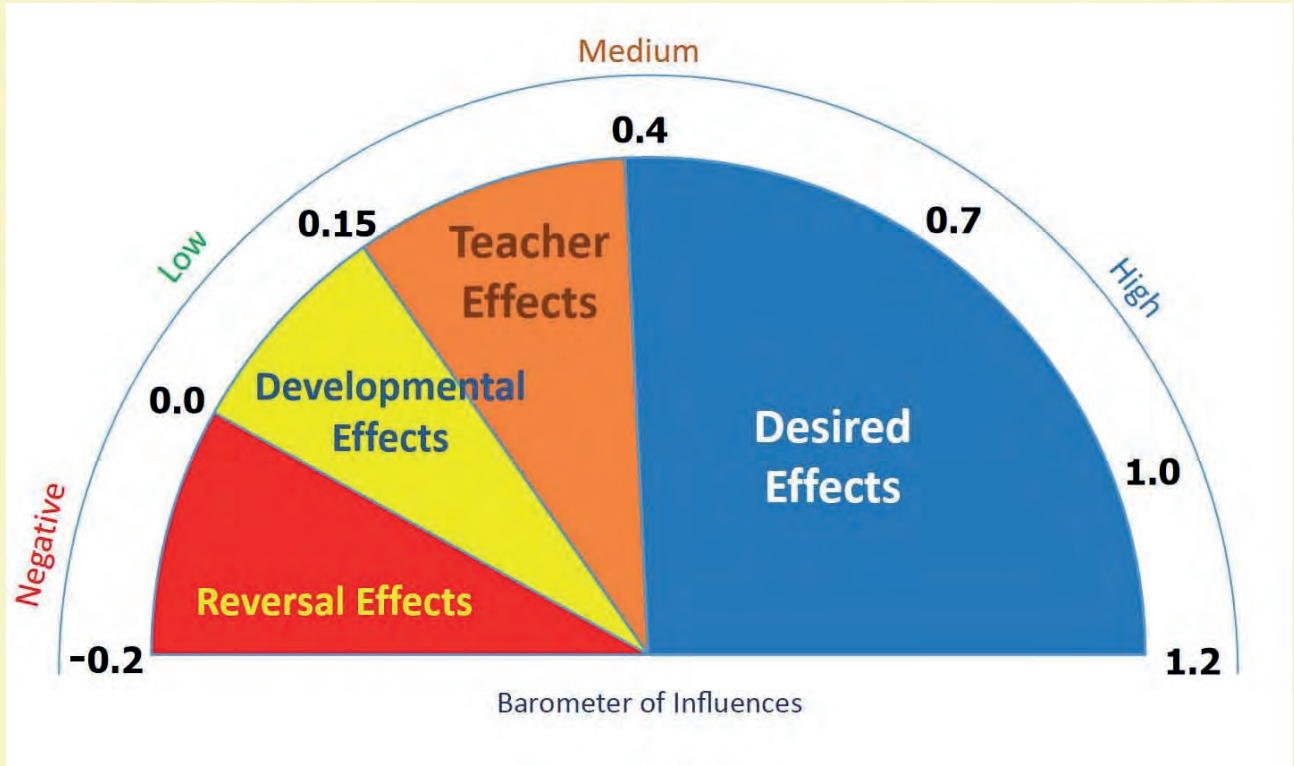 Medium
0.4
0.15
0.7
Low
High
Teacher
Effects
0.0
Developmental
Effects
Desired
Effects
1.0
Negative
Reversal Effects
-0.2
1.2
Barometer of Influences